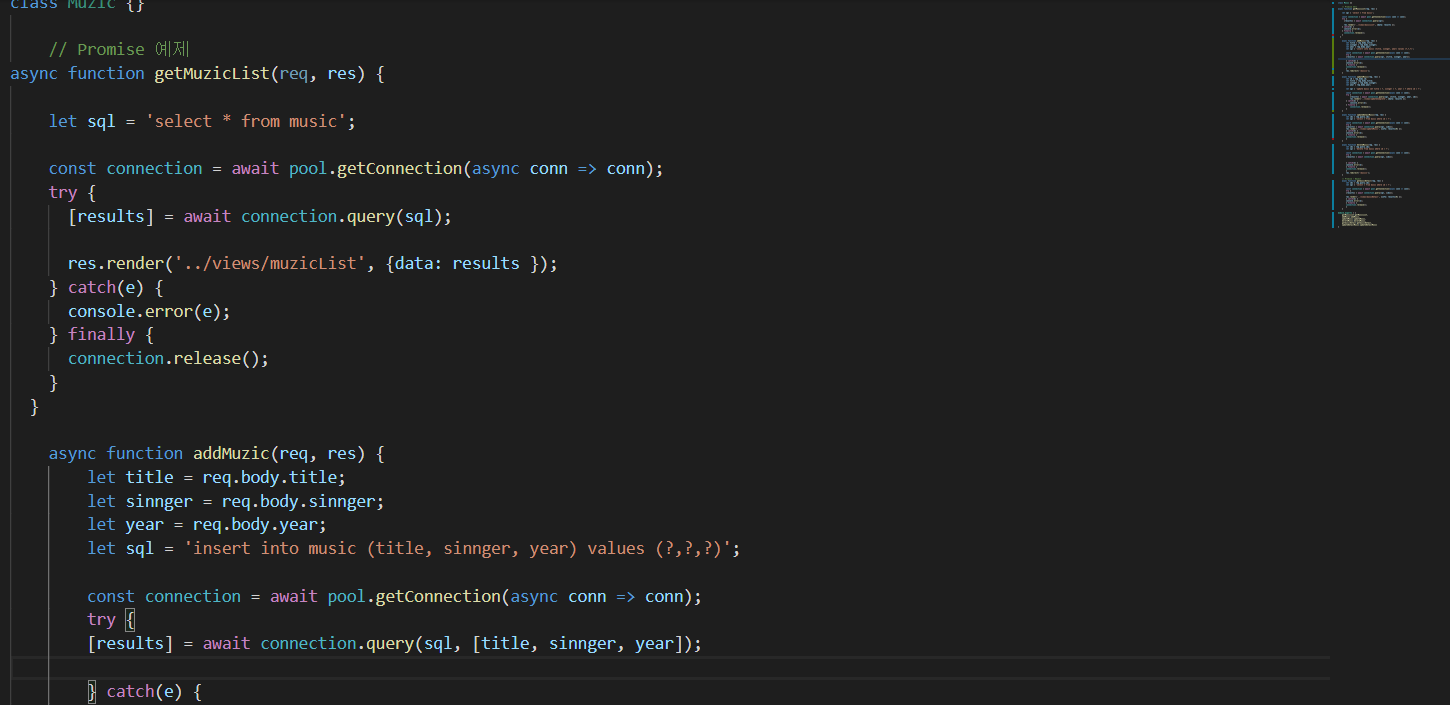 class Muzic {}
// Promise 예제
async function getMuzicList(req, res) {
let sql = 'select * from music';
const connection = await pool.getConnection(async conn => conn);
try {
[results] = await connection.query(sql);
res.render('../views/muzicList', {data: results });
} catch(e) {
console.error(e);
} finally {
connection.release();
}
}
async function addMuzic(req, res) {
let title = req.body.title;
let sinnger = req.body.sinnger;
let year = req.body.year;
let sql = 'insert into music (title, sinnger, year) values (?,?,?)';
const connection = await pool.getConnection(async conn => conn);
try {
[results] = await connection.query(sql, [title, sinnger, year]);
} catch(e) {